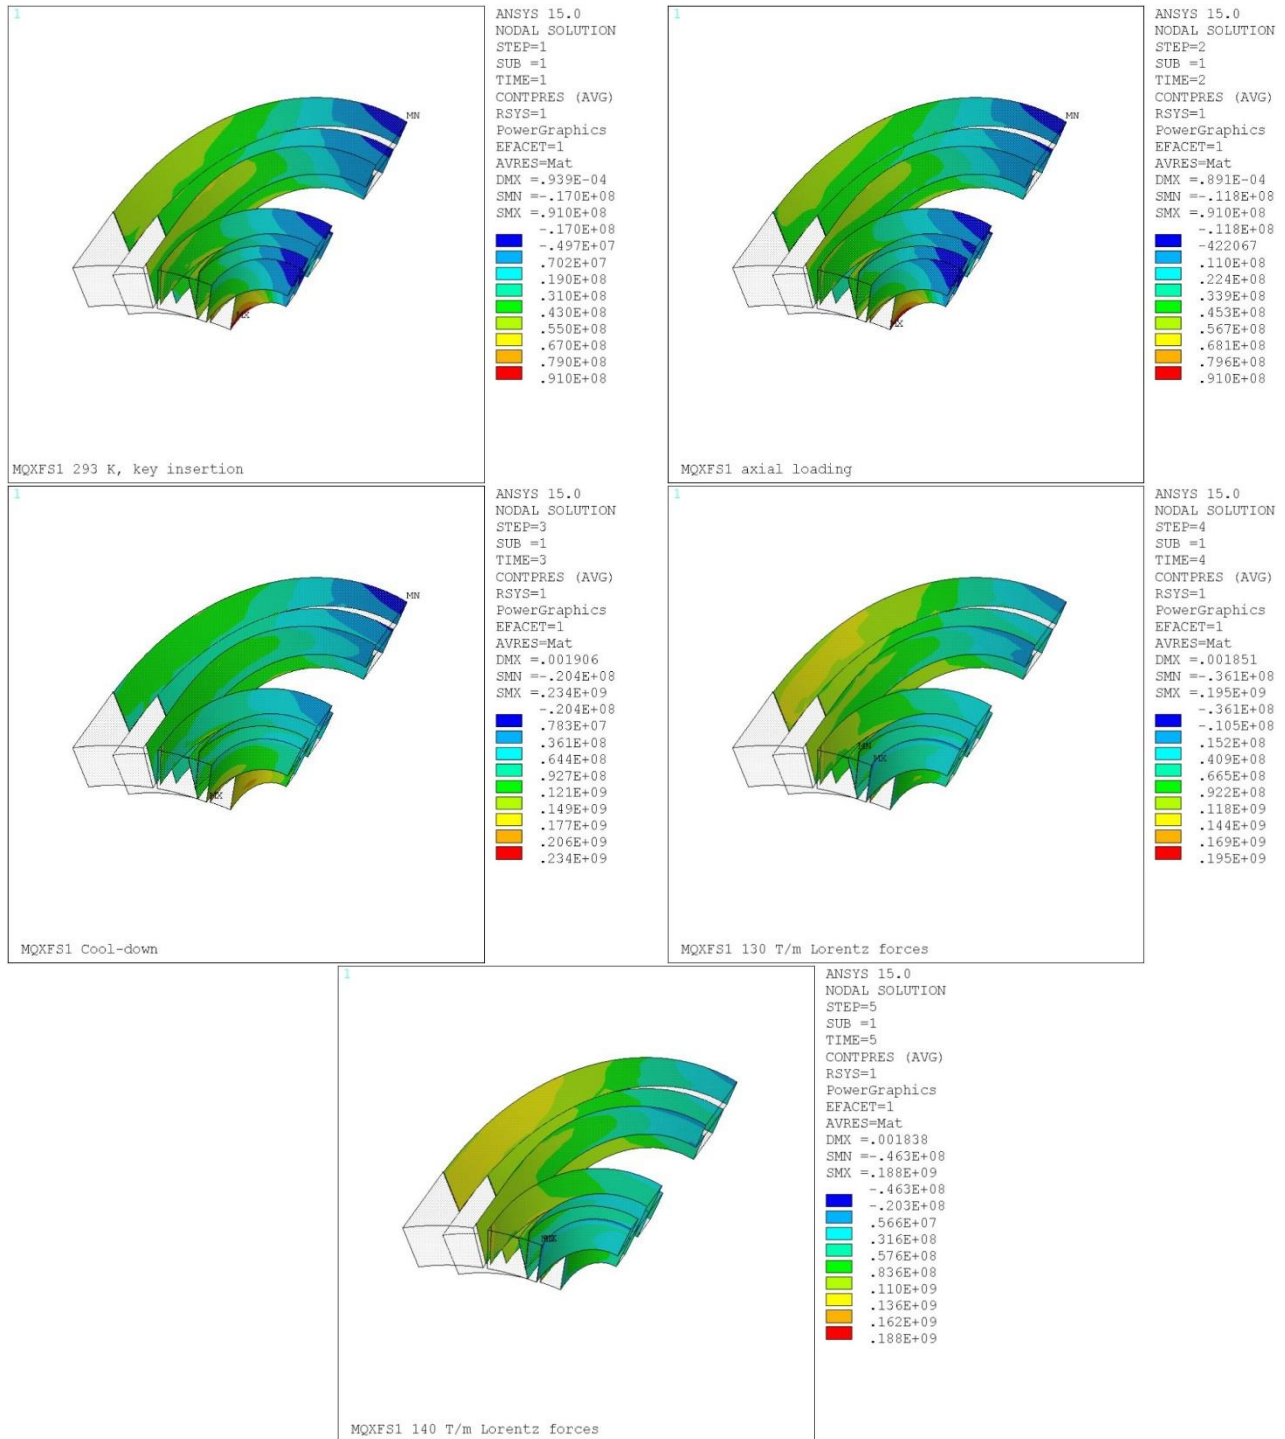 1
ANSYS 15.0
NODAL SOLUTION
STEP=1
SUB =1
TIME=1
CONTPRES (AVG)
RSYS=1
PowerGraphics
EFACET=1
AVRES=Mat
DMX =.939E-04
SMN =-.170E+08
SMX =.910E+08
-.170E+08
-.497E+07
.702E+07
.190E+08
.310E+08
.430E+08
.550E+08
.670E+08
.790E+08
.910E+08
MN
MX
MQXFS1 293 K, key insertion
1
ANSYS 15.0
NODAL SOLUTION
STEP=2
SUB =1
TIME=2
CONTPRES (AVG)
RSYS=1
PowerGraphics
EFACET=1
AVRES=Mat
DMX =.891E-04
SMN =-.118E+08
SMX =.910E+08
-.118E+08
-422067
.110E+08
.224E+08
.339E+08
.453E+08
.567E+08
.681E+08
.796E+08
.910E+08
MN
MX
MQXFS1 axial loading
1
ANSYS 15.0
NODAL SOLUTION
STEP=3
SUB =1
TIME=3
CONTPRES (AVG)
RSYS=1
PowerGraphics
EFACET=1
AVRES=Mat
DMX =.001906
SMN =-.204E+08
SMX =.234E+09
-.204E+08
.783E+07
.361E+08
.644E+08
.927E+08
.121E+09
.149E+09
.177E+09
.206E+09
.234E+09
MN
MX
MQXFS1 Cool-down
1
ANSYS 15.0
NODAL SOLUTION
STEP=4
SUB =1
TIME=4
CONTPRES (AVG)
RSYS=1
PowerGraphics
EFACET=1
AVRES=Mat
DMX =.001851
SMN =-.361E+08
SMX =.195E+09
-.361E+08
-.105E+08
.152E+08
.409E+08
.665E+08
.922E+08
.118E+09
.144E+09
.169E+09
.195E+09
MN
MX
MQXFS1 130 T/m Lorentz forces
1
ANSYS 15.0
NODAL SOLUTION
STEP=5
SUB =1
TIME=5
CONTPRES (AVG)
RSYS=1
PowerGraphics
EFACET=1
AVRES=Mat
DMX =.001838
SMN =-.463E+08
SMX =.188E+09
-.463E+08
-.203E+08
.566E+07
.316E+08
.576E+08
.836E+08
.110E+09
.136E+09
.162E+09
.188E+09
MQXFS1 140 T/m Lorentz forces